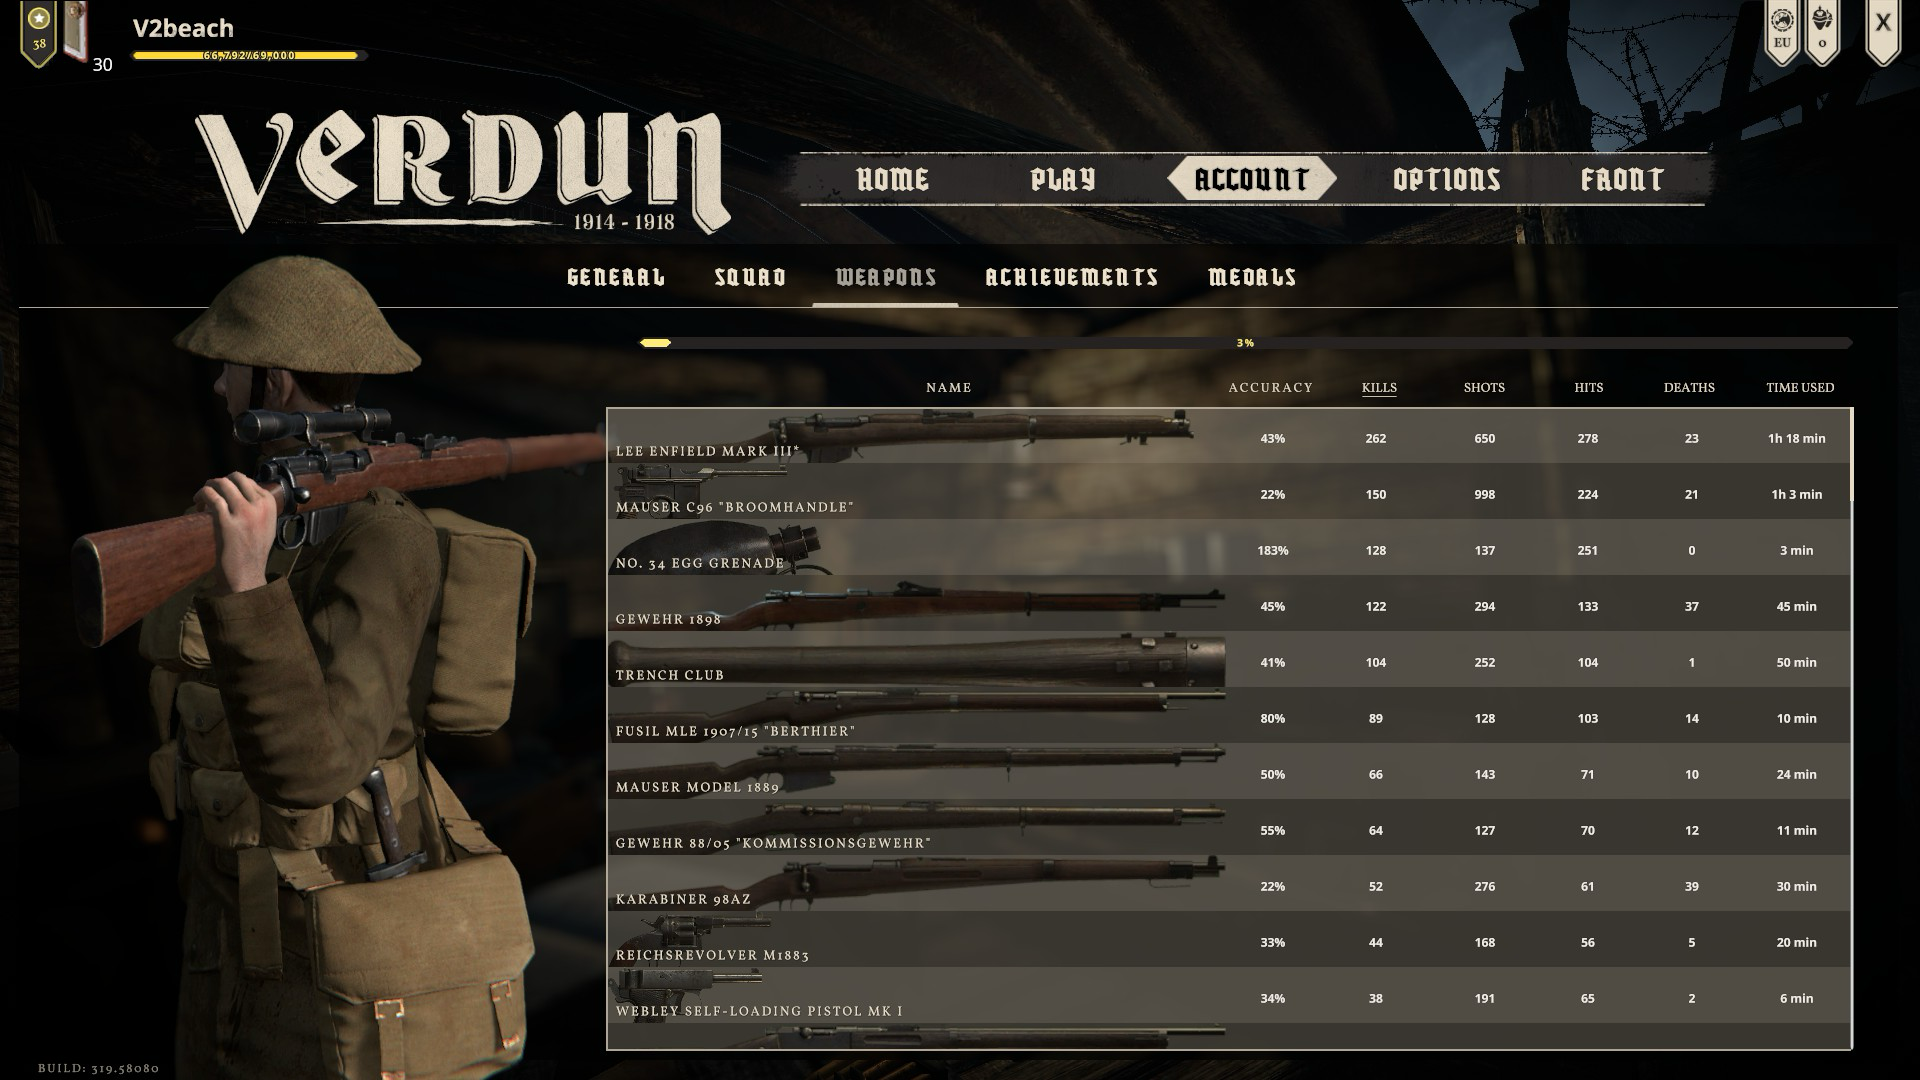 38
30
V2beach
66,792/69,000
EU
0
X
VERDUN
1914 - 1918
HOME PLAY ACCOUNT OPTIONS FRONT
GENERAL SQUAD WEAPONS ACHIEVEMENTS MEDALS
3%
NAME ACCURACY KILLS SHOTS HITS DEATHS TIME USED
LEE ENFIELD MARK III* 43% 262 650 278 23 1h 18 min
MAUSER C96 "BROOMHANDLE" 22% 150 998 224 21 1h 3 min
NO. 34 EGG GRENADE 183% 128 137 251 0 3 min
GEWEHR 1898 45% 122 294 133 37 45 min
TRENCH CLUB 41% 104 252 104 1 50 min
FUSIL MLE 1907/15 "BERTHIER" 80% 89 128 103 14 10 min
MAUSER MODEL 1889 50% 66 143 71 10 24 min
GEWEHR 88/05 "KOMMISSIONSGEWEHR" 55% 64 127 70 12 11 min
KARABINER 98AZ 22% 52 276 61 39 30 min
REICHSREVOLVER M1883 33% 44 168 56 5 20 min
WEBLEY SELF-LOADING PISTOL MK I 34% 38 191 65 2 6 min
BUILD: 319.58080